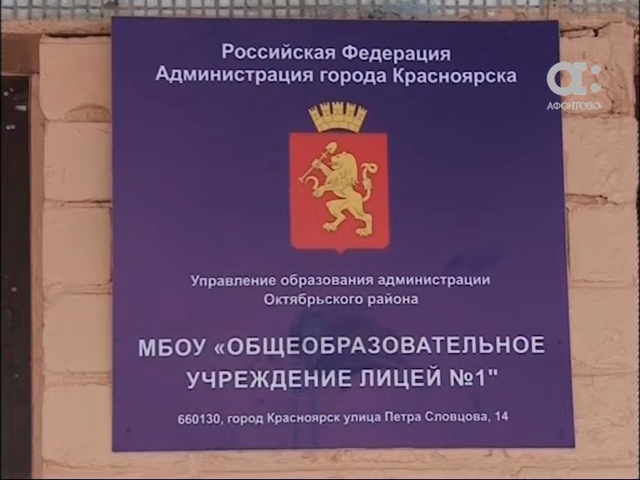 Российская Федерация
Администрация города Красноярска
а:
АФОНТОВО
Управление образования администрации
Октябрьского района
МБОУ «ОБЩЕОБРАЗОВАТЕЛЬНОЕ
УЧРЕЖДЕНИЕ ЛИЦЕЙ №1"
660130, город Красноярск улица Петра Словцова, 14